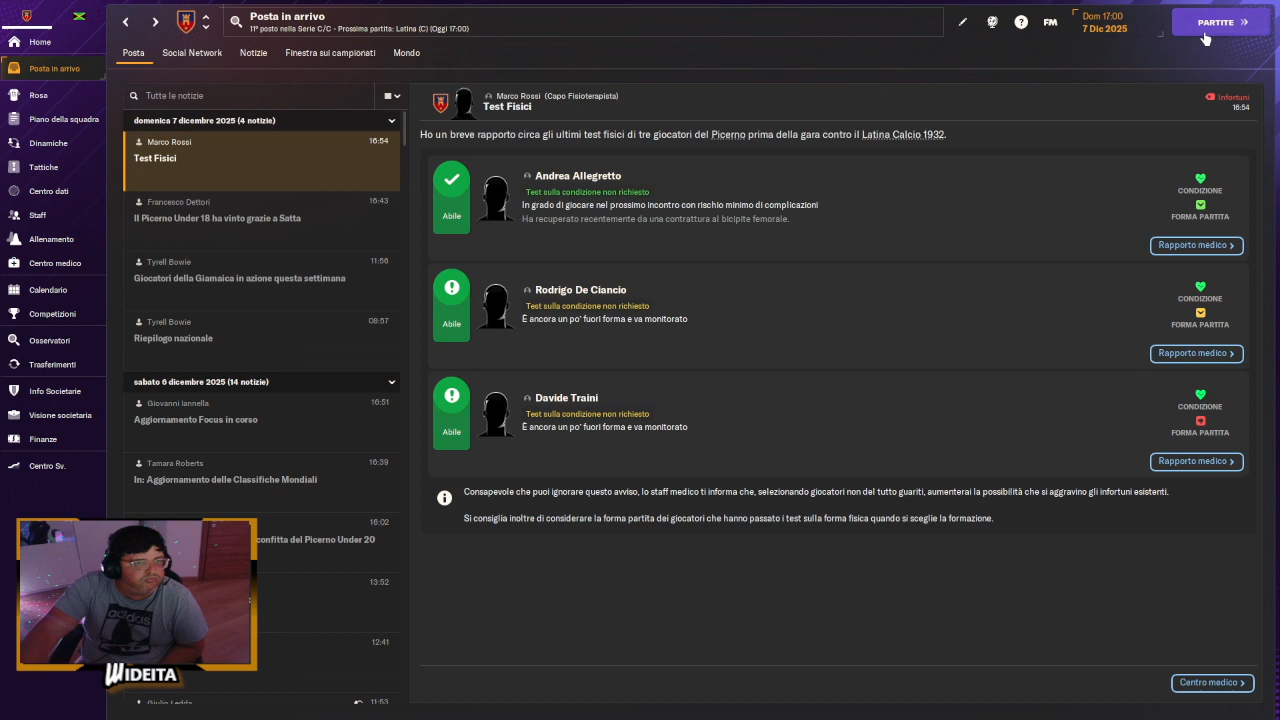 Posta in arrivo
11° posto nella Serie C/C - Prossima partita: Latina (C) (Oggi 17:00)
FM
Dom 17:00
7 Dic 2025
PARTITE
Home
Posta in arrivo
Rosa
Piano della squadra
Dinamiche
Tattiche
Centro dati
Staff
Allenamento
Centro medico
Calendario
Competizioni
Osservatori
Trasferimenti
Info Societarie
Visione societaria
Finanze
Centro Sv.
Posta
Social Network
Notizie
Finestra sui campionati
Mondo
Tutte le notizie
domenica 7 dicembre 2025 (4 notizie)
Marco Rossi 16:54
Test Fisici
Francesco Dettori 16:43
Il Picerno Under 18 ha vinto grazie a Satta
Tyrell Bowie 11:56
Giocatori della Giamaica in azione questa settimana
Tyrell Bowie 08:57
Riepilogo nazionale
sabato 6 dicembre 2025 (14 notizie)
Giovanni Iannella 16:51
Aggiornamento Focus in corso
Tamara Roberts 16:39
In: Aggiornamento delle Classifiche Mondiali
16:02
confitta del Picerno Under 20
13:52
12:41
Giulio Ledda 11:53
Marco Rossi (Capo Fisioterapista)
Test Fisici
Infortuni
16:54
Ho un breve rapporto circa gli ultimi test fisici di tre giocatori del Picerno prima della gara contro il Latina Calcio 1932.
Abile
Andrea Allegretto
Test sulla condizione non richiesto
In grado di giocare nel prossimo incontro con rischio minimo di complicazioni
Ha recuperato recentemente da una contrattura al bicipite femorale.
CONDIZIONE
FORMA PARTITA
Rapporto medico
Abile
Rodrigo De Ciancio
Test sulla condizione non richiesto
È ancora un po' fuori forma e va monitorato
CONDIZIONE
FORMA PARTITA
Rapporto medico
Abile
Davide Traini
Test sulla condizione non richiesto
È ancora un po' fuori forma e va monitorato
CONDIZIONE
FORMA PARTITA
Rapporto medico
Consapevole che puoi ignorare questo avviso, lo staff medico ti informa che, selezionando giocatori non del tutto guariti, aumenterai la possibilità che si aggravino gli infortuni esistenti.
Si consiglia inoltre di considerare la forma partita dei giocatori che hanno passato i test sulla forma fisica quando si sceglie la formazione.
Centro medico
adidas
WIDEITA